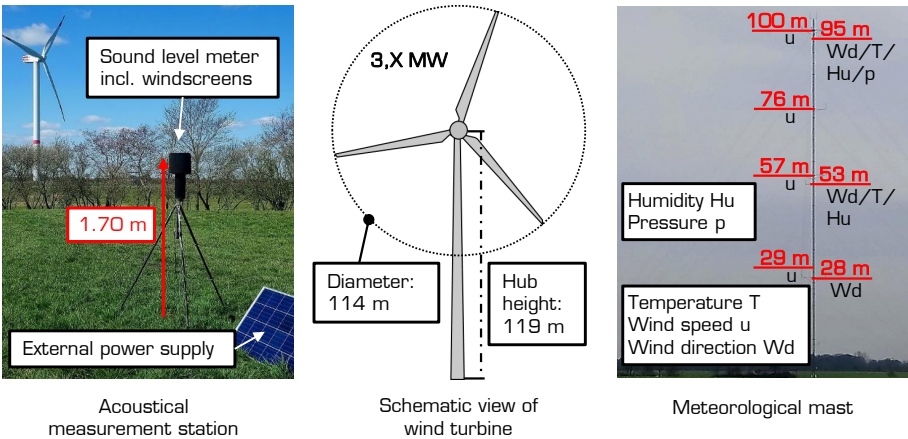 Sound level meter
incl. windscreens
1.70 m
External power supply
Acoustical
measurement station
3,X MW
Diameter:
114 m
Hub
height:
119 m
Schematic view of
wind turbine
100 m
u
95 m
Wd/T/
Hu/p
76 m
u
57 m
u
53 m
Wd/T/
Hu
Humidity Hu
Pressure p
29 m
u
28 m
Wd
Temperature T
Wind speed u
Wind direction Wd
Meteorological mast